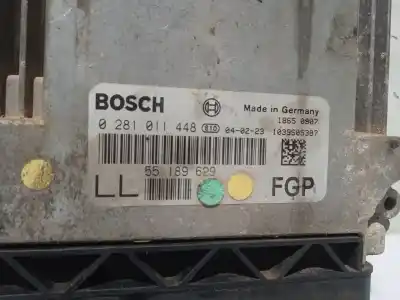 BOSCH
Made in Germany
1865 0807
0 281 011 448 B10 04-02-23 1039S05387
55 189 629
LL FGP